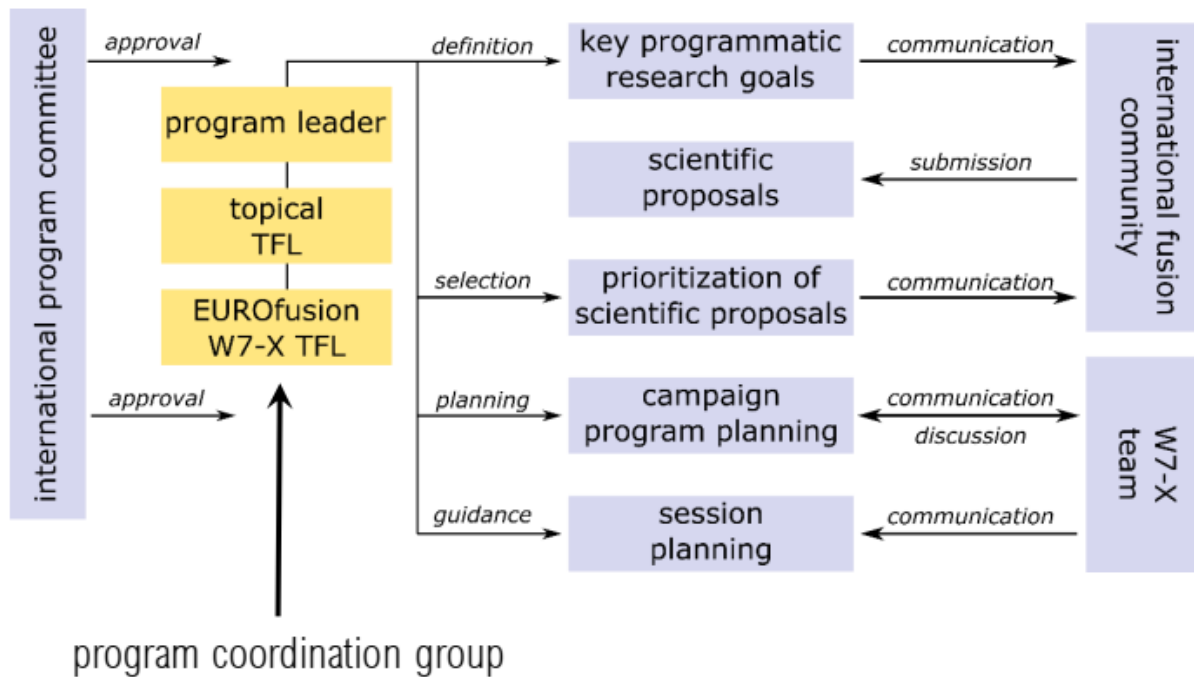 international program committee
approval
approval
program leader
topical
TFL
EUROfusion
W7-X TFL
program coordination group
definition
selection
planning
guidance
key programmatic
research goals
scientific
proposals
prioritization of
scientific proposals
campaign
program planning
session
planning
communication
submission
communication
communication
discussion
communication
international fusion
community
W7-X
team